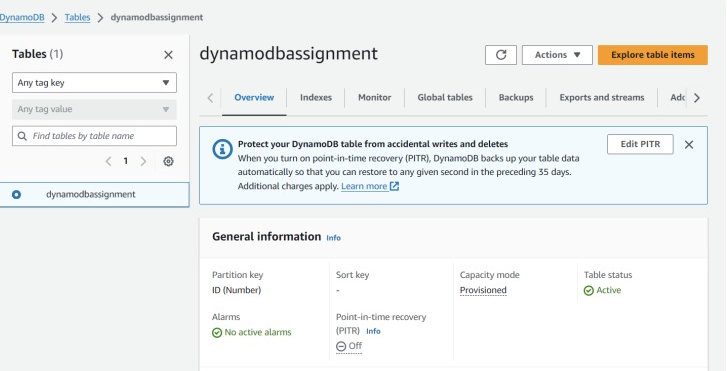 DynamoDB > Tables > dynamodbassignment
Tables (1)
Any tag key
Any tag value
Find tables by table name
1
dynamodbassignment
dynamodbassignment
Actions
Explore table items
Overview
Indexes
Monitor
Global tables
Backups
Exports and streams
Protect your DynamoDB table from accidental writes and deletes
When you turn on point-in-time recovery (PITR), DynamoDB backs up your table data
automatically so that you can restore to any given second in the preceding 35 days.
Additional charges apply. Learn more
Edit PITR
General information Info
Partition key
ID (Number)
Sort key
-
Capacity mode
Provisioned
Table status
Active
Alarms
No active alarms
Point-in-time recovery
(PITR) Info
Off